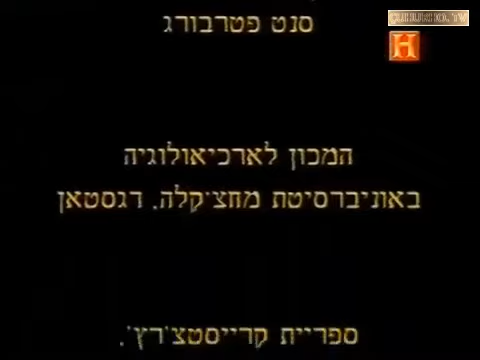 סנט פטרבורג
H
המכון לארכיאולוגיה
באוניברסיטת מחצ'קלה, דגסטאן
ספריית קרייסטצ'רץ'.